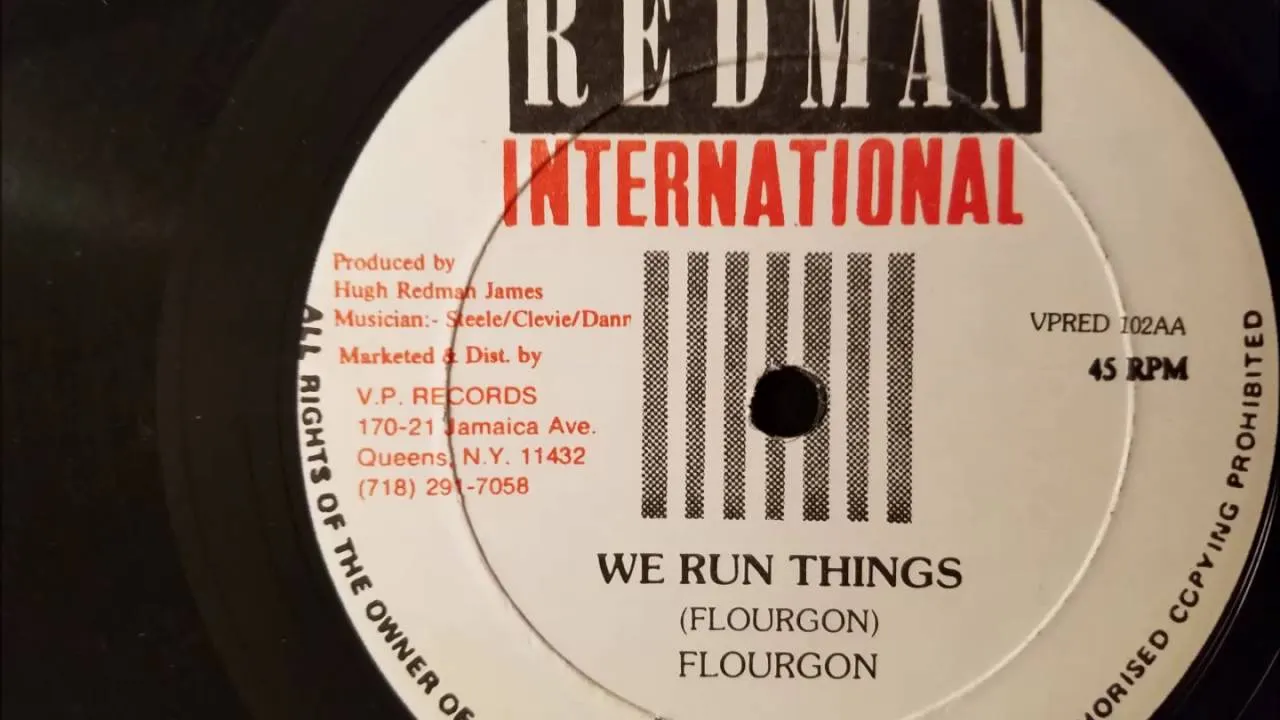 REDMAN
INTERNATIONAL
Produced by
Hugh Redman James
Musician:- Steele/Clevie/Dann
Marketed & Dist. by
V.P. RECORDS
170-21 Jamaica Ave.
Queens, N.Y. 11432
(718) 291-7058
VPRED 102AA
45 RPM
WE RUN THINGS
(FLOURGON)
FLOURGON
ALL RIGHTS OF THE OWNER OF
HORISED COPYING PROHIBITED